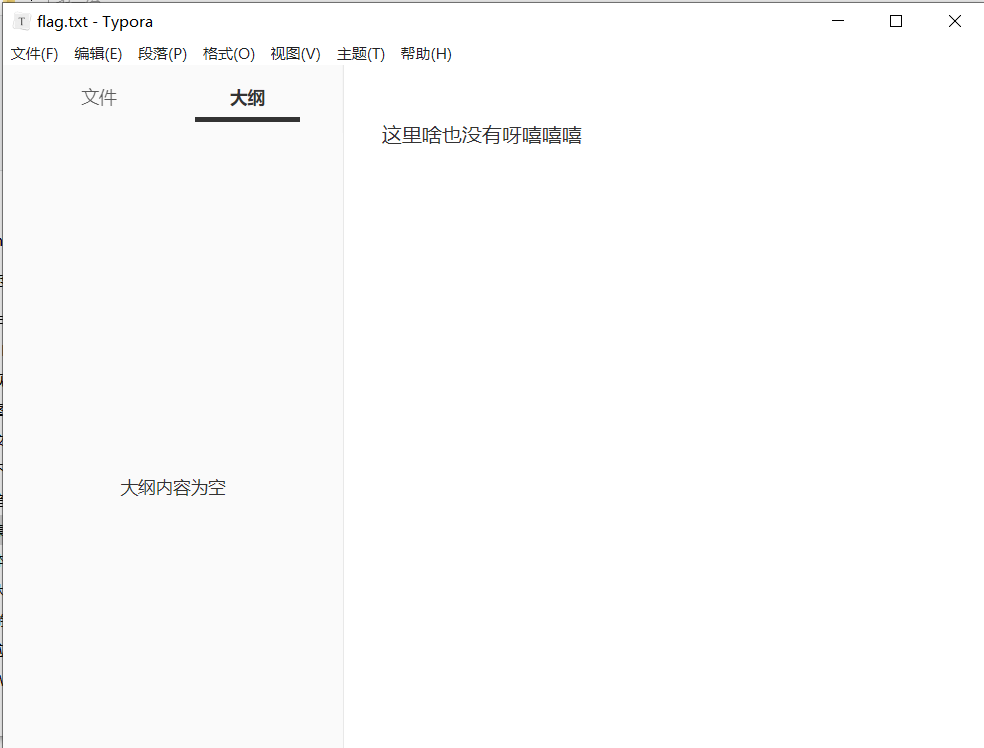 flag.txt - Typora
文件(F) 编辑(E) 段落(P) 格式(O) 视图(V) 主题(T) 帮助(H)
文件 大纲
这里啥也没有呀嘻嘻嘻
大纲内容为空